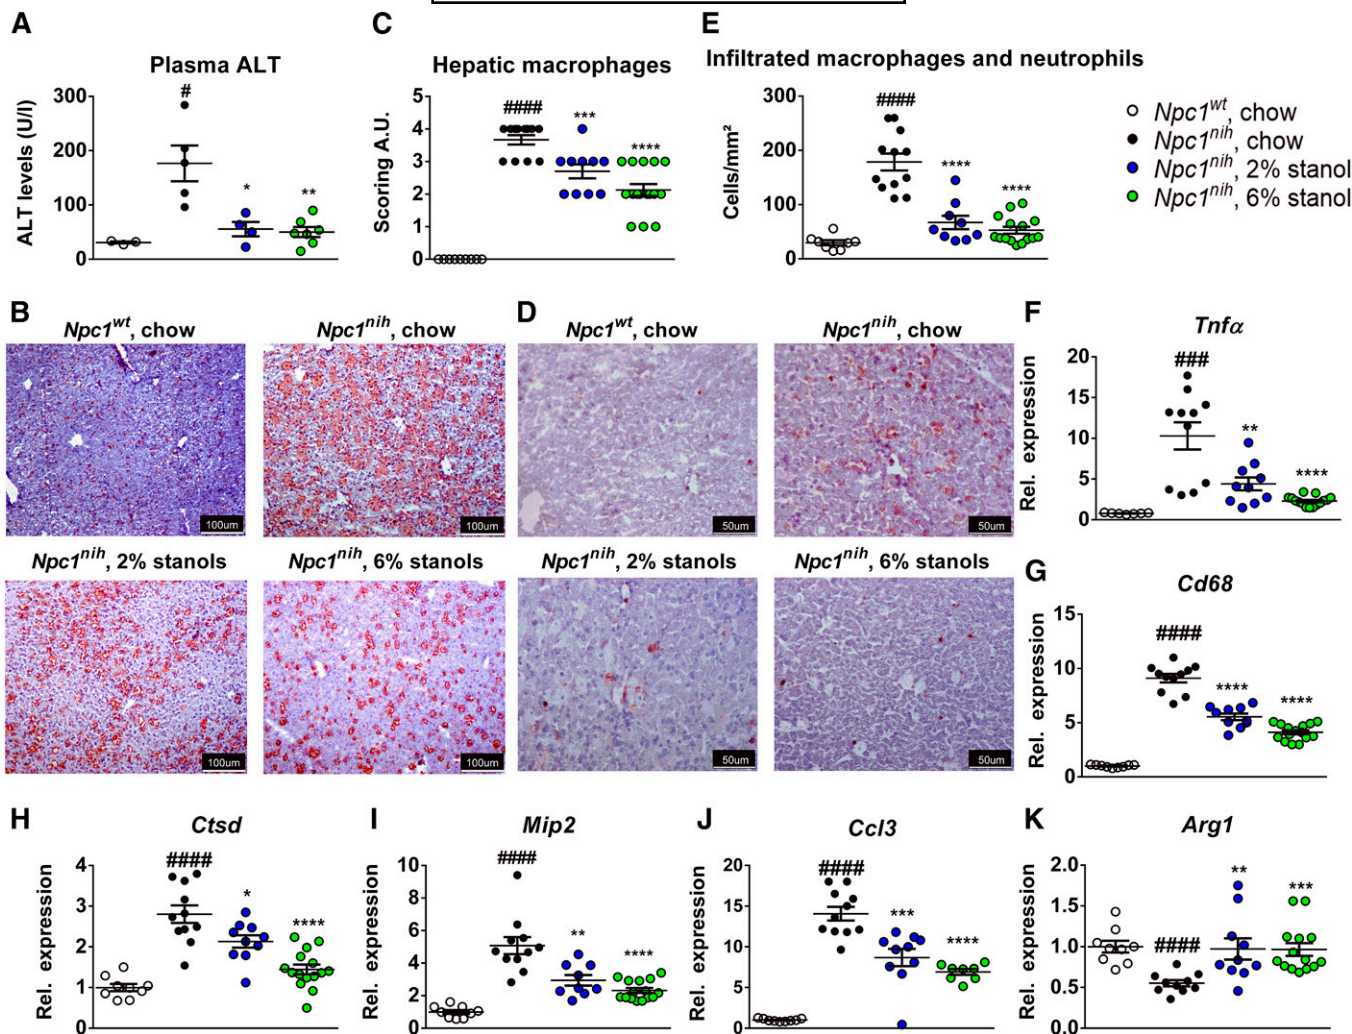 A
Plasma ALT
ALT levels (U/l)
300
200
100
0
#
*
**
C
Hepatic macrophages
Scoring A.U.
5
4
3
2
1
0
####
***
****
E
Infiltrated macrophages and neutrophils
Cells/mm²
300
200
100
0
####
****
****
Npc1wt, chow
Npc1nih, chow
Npc1nih, 2% stanol
Npc1nih, 6% stanol
B
Npc1wt, chow
Npc1nih, chow
100um
100um
Npc1nih, 2% stanols
Npc1nih, 6% stanols
100um
100um
D
Npc1wt, chow
Npc1nih, chow
50um
50um
Npc1nih, 2% stanols
Npc1nih, 6% stanols
50um
50um
F
Tnfα
Rel. expression
20
15
10
5
0
###
**
****
G
Cd68
Rel. expression
15
10
5
0
####
****
****
H
Ctsd
Rel. expression
4
3
2
1
0
####
*
****
I
Mip2
Rel. expression
10
8
6
4
2
0
####
**
****
J
Ccl3
Rel. expression
20
15
10
5
0
####
***
****
K
Arg1
Rel. expression
2.0
1.5
1.0
0.5
0.0
####
**
***